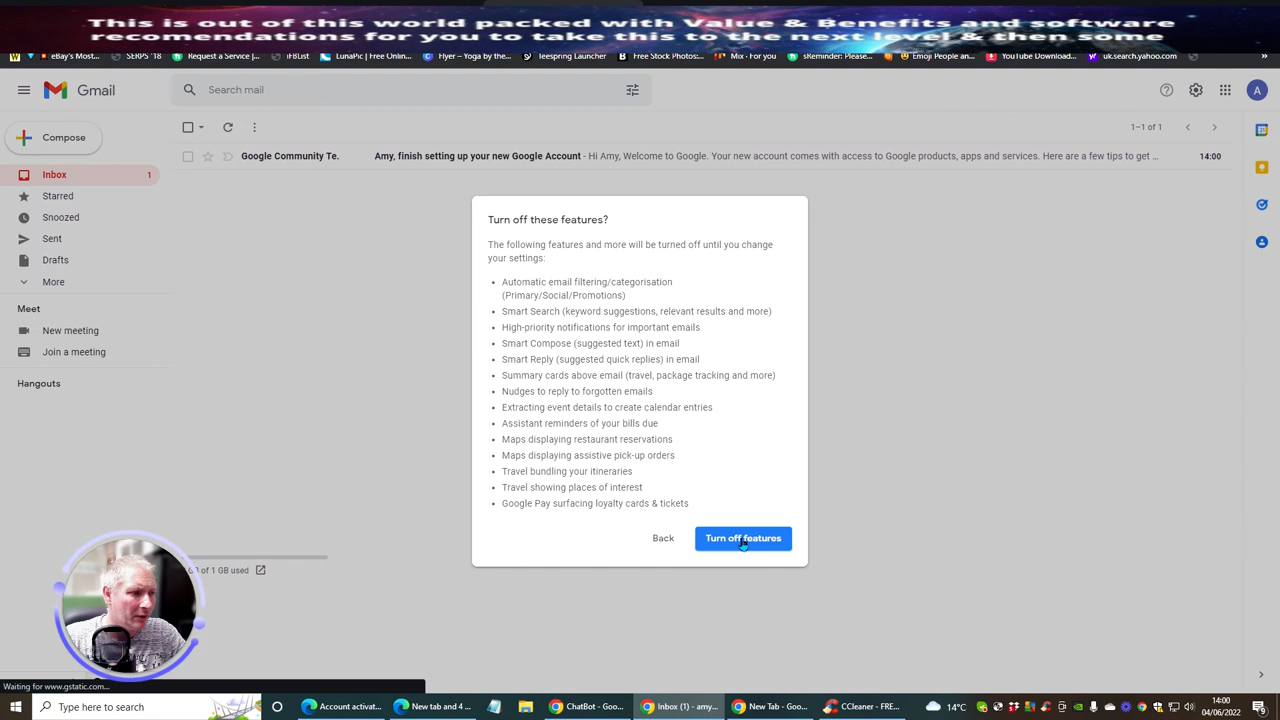 This is out of this world packed with Value & Benefits and software
recomendations for you to take this to the next level & then some
eBay's Most...
SERPS '99
Request a Service |...
iFBList
LunaPic | Free Onlin...
Flyer – Yoga By the...
Teespring Launcher
Free Stock Photos...
Mix - For you
sReminder: Please...
Emoji People an...
YouTube Download...
uk.search.yahoo.com
»
Gmail
Search mail
A
Compose
1–1 of 1
Google Community Te. Amy, finish setting up your new Google Account - Hi Amy, Welcome to Google. Your new account comes with access to Google products, apps and services. Here are a few tips to get ... 14:00
Inbox 1
Starred
Snoozed
Sent
Drafts
More
Meet
New meeting
Join a meeting
Hangouts
of 1 GB used
Turn off these features?
The following features and more will be turned off until you change
your settings:
• Automatic email filtering/categorisation
(Primary/Social/Promotions)
• Smart Search (keyword suggestions, relevant results and more)
• High-priority notifications for important emails
• Smart Compose (suggested text) in email
• Smart Reply (suggested quick replies) in email
• Summary cards above email (travel, package tracking and more)
• Nudges to reply to forgotten emails
• Extracting event details to create calendar entries
• Assistant reminders of your bills due
• Maps displaying restaurant reservations
• Maps displaying assistive pick-up orders
• Travel bundling your itineraries
• Travel showing places of interest
• Google Pay surfacing loyalty cards & tickets
Back
Turn off features
Waiting for www.gstatic.com...
Type here to search
Account activat...
New tab and 4 ...
ChatBot - Goo...
Inbox (1) - amy...
New Tab - Goo...
CCleaner - FRE...
14°C
14:00
04/06/2022